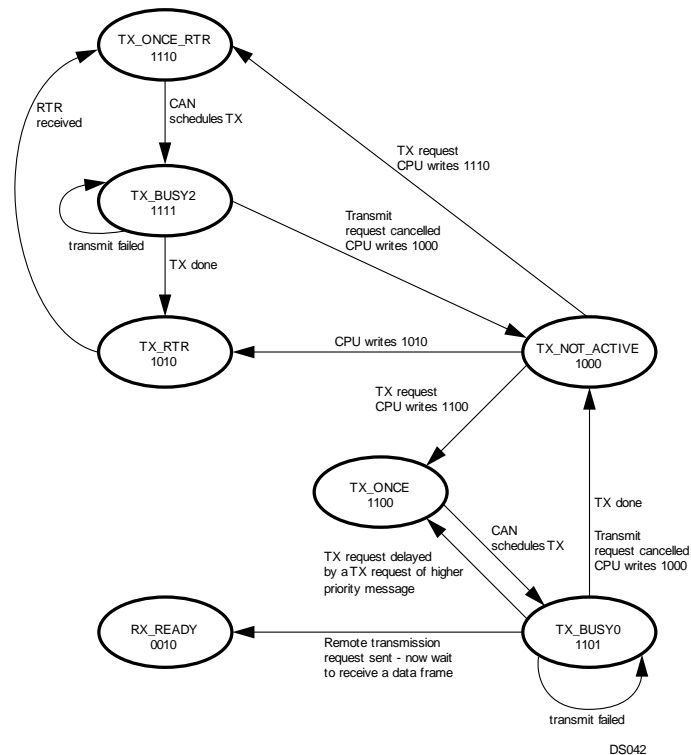 TX_ONCE_RTR
1110
RTR
received
CAN
schedules TX
TX request
CPU writes 1110
TX_BUSY2
1111
transmit failed
Transmit
request cancelled
CPU writes 1000
TX done
TX_RTR
1010
CPU writes 1010
TX_NOT_ACTIVE
1000
TX request
CPU writes 1100
TX_ONCE
1100
CAN
schedules TX
TX done
Transmit
request cancelled
CPU writes 1000
TX request delayed
by a TX request of higher
priority message
RX_READY
0010
Remote transmission
request sent - now wait
to receive a data frame
TX_BUSY0
1101
transmit failed
DS042